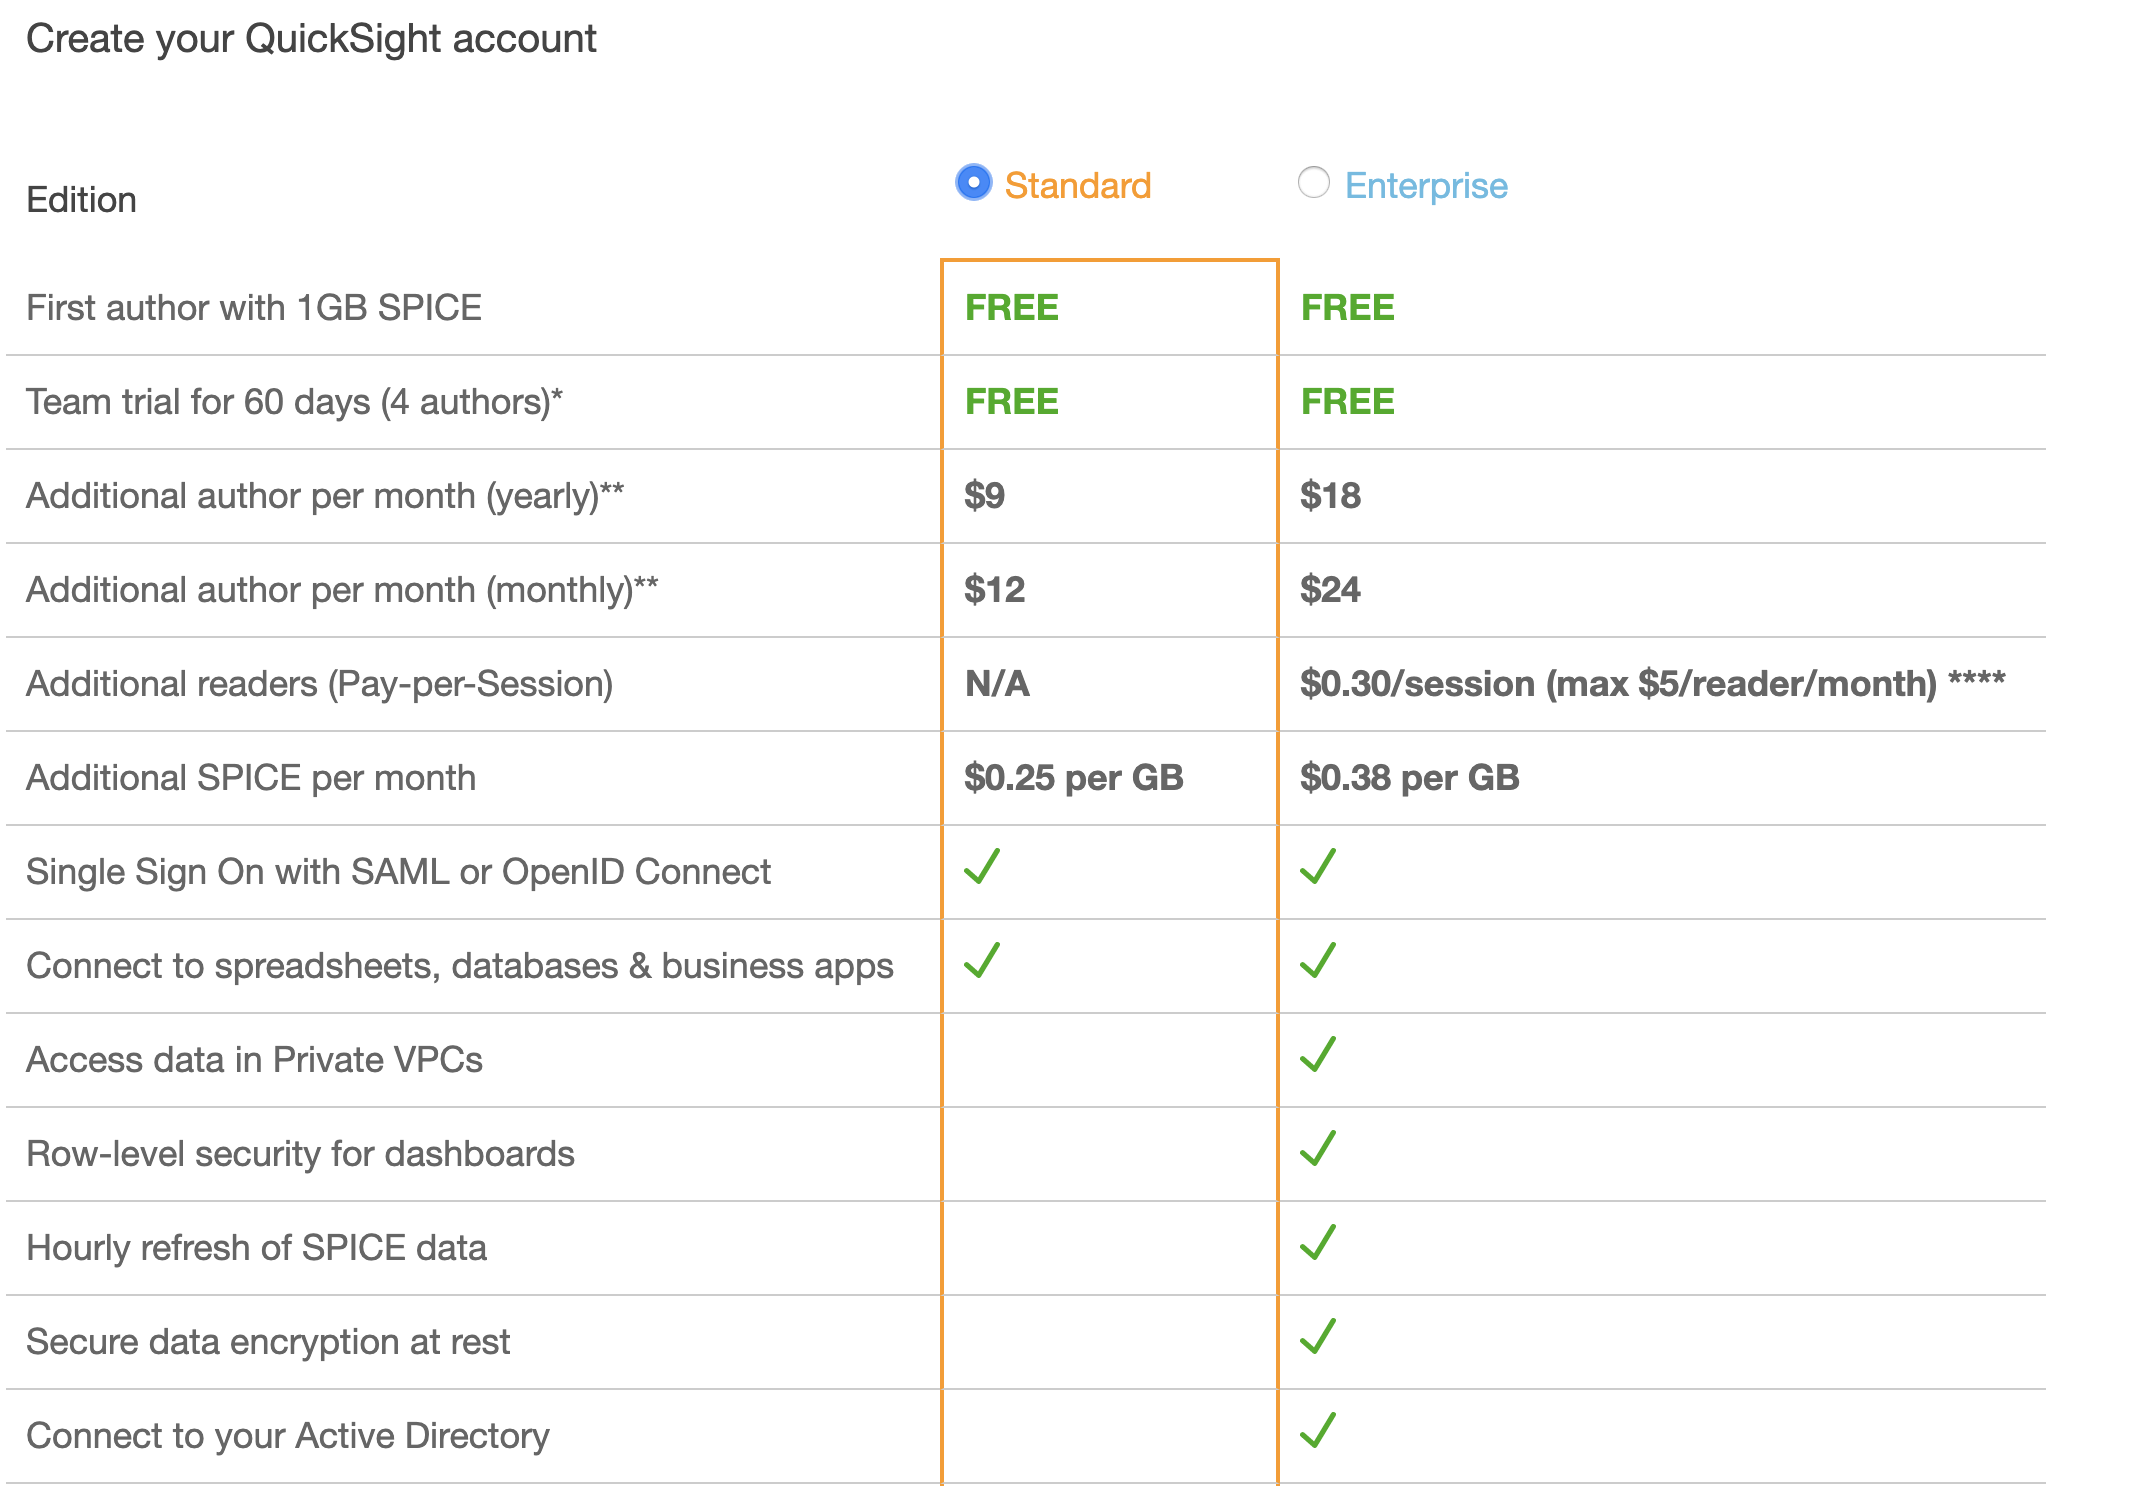 Create your QuickSight account
Edition Standard Enterprise
First author with 1GB SPICE FREE FREE
Team trial for 60 days (4 authors)* FREE FREE
Additional author per month (yearly)** $9 $18
Additional author per month (monthly)** $12 $24
Additional readers (Pay-per-Session) N/A $0.30/session (max $5/reader/month) ****
Additional SPICE per month $0.25 per GB $0.38 per GB
Single Sign On with SAML or OpenID Connect
Connect to spreadsheets, databases & business apps
Access data in Private VPCs
Row-level security for dashboards
Hourly refresh of SPICE data
Secure data encryption at rest
Connect to your Active Directory